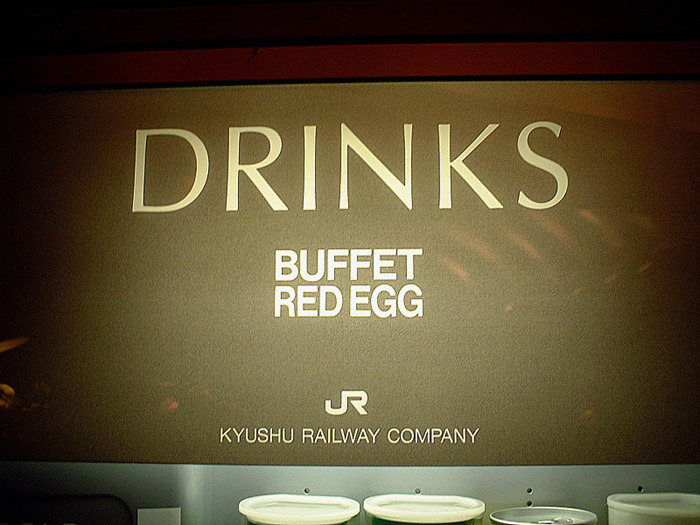 DRINKS
BUFFET
RED EGG
JR
KYUSHU RAILWAY COMPANY